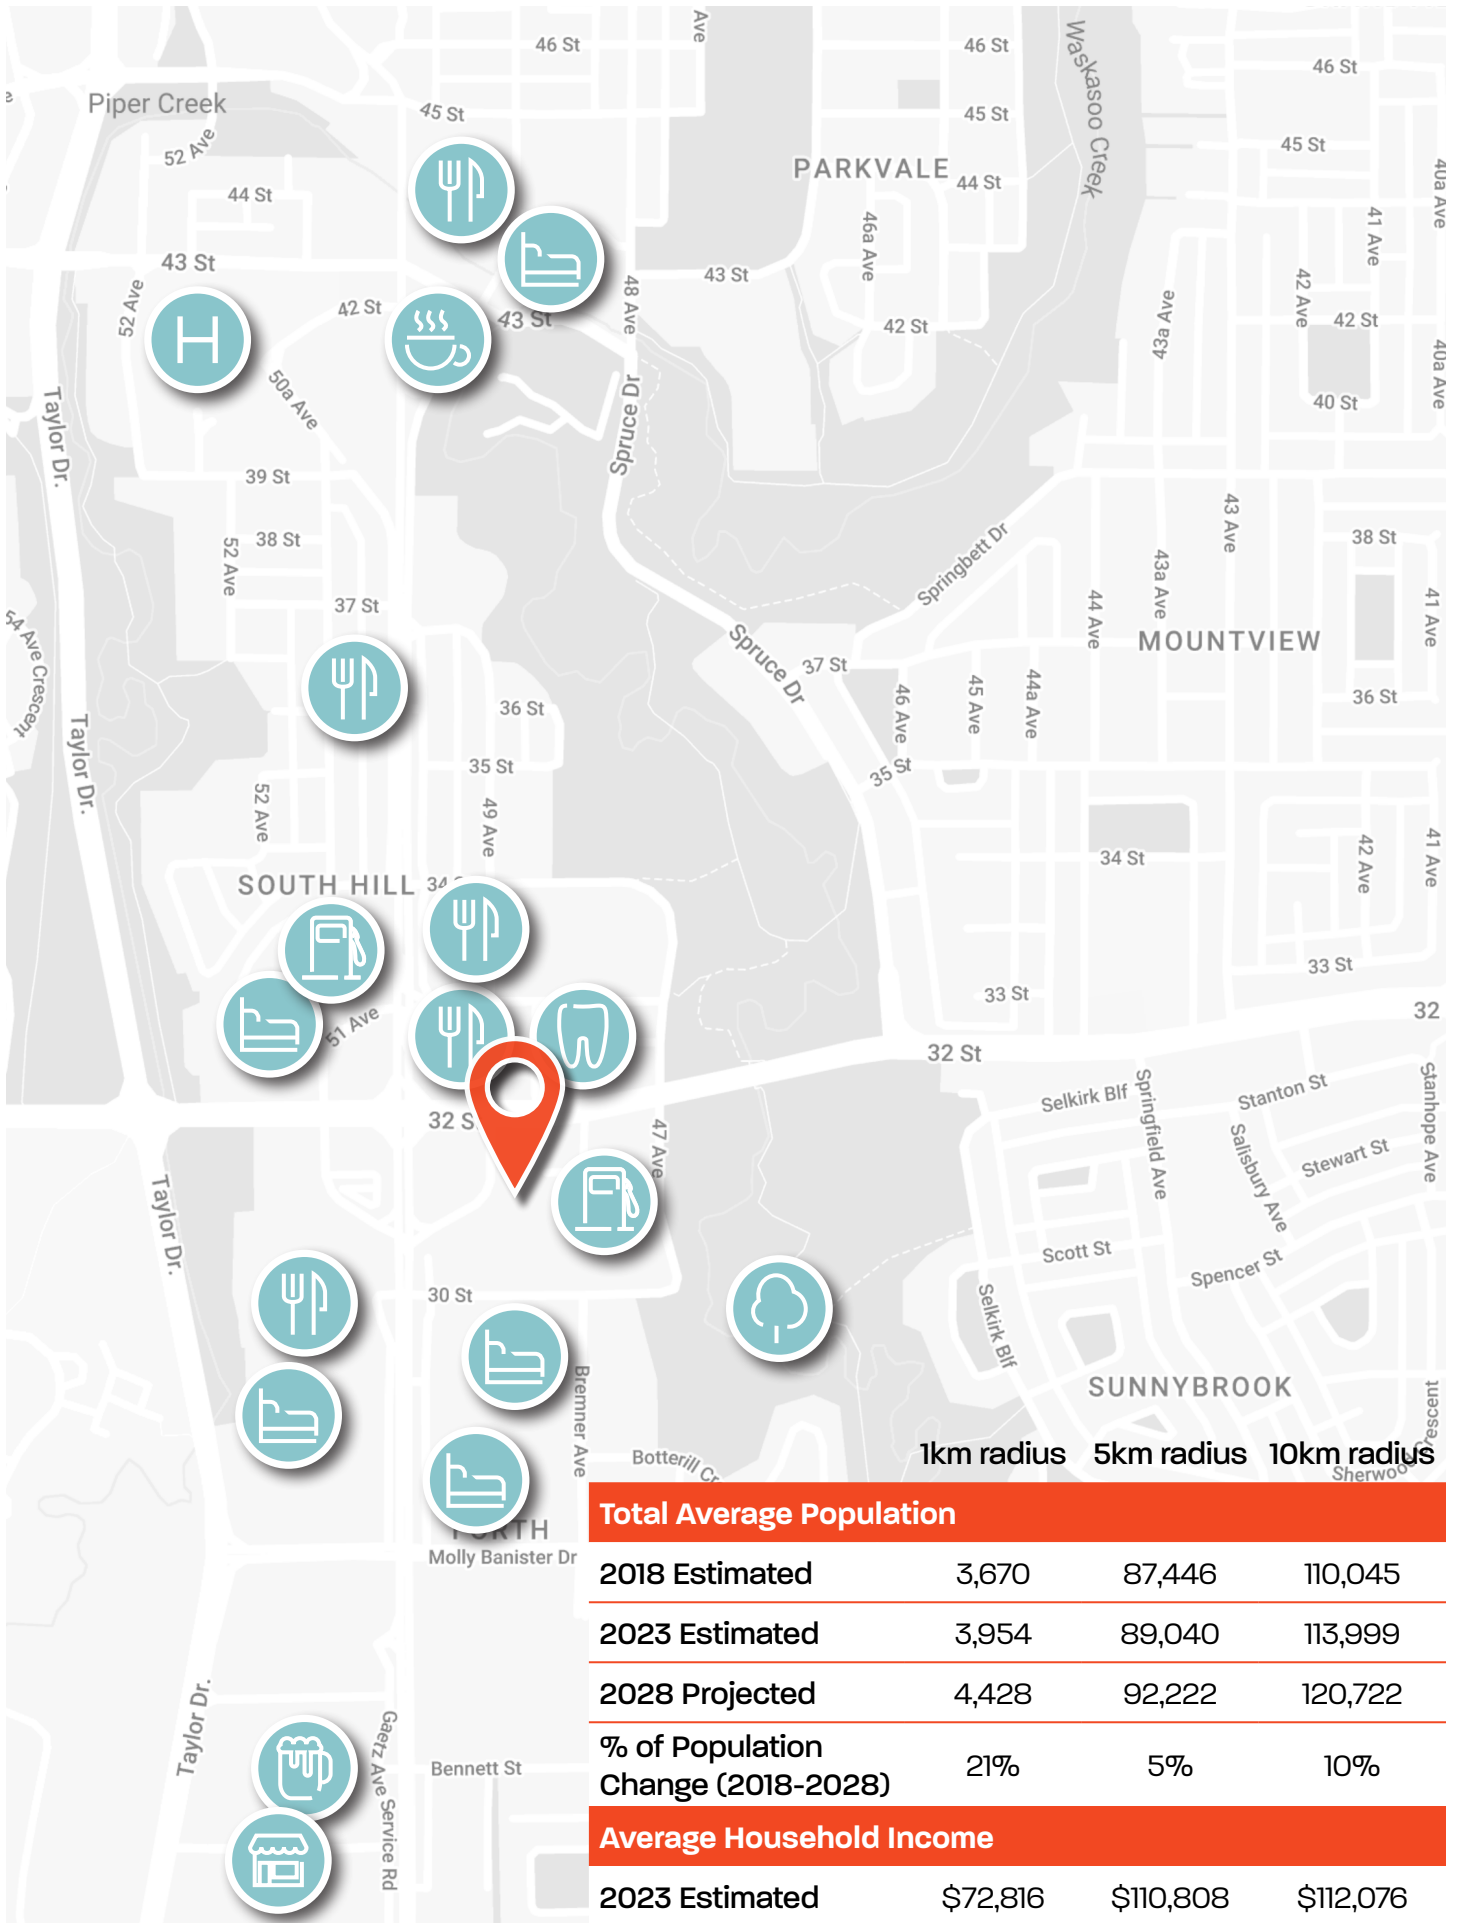 46 St
Ave
46 St
Waskasoo Creek
46 St
Piper Creek
45 St
45 St
45 St
52 Ave
PARKVALE
44 St
40a Ave
44 St
46a Ave
41 Ave
43 St
43 St
52 Ave
42 St
H
43 St
48 Ave
42 St
43a Ave
42 Ave
42 St
40a Ave
50a Ave
40 St
Taylor Dr.
Spruce Dr
39 St
43 Ave
38 St
52 Ave
38 St
Springbett Dr
43a Ave
44 Ave
41 Ave
37 St
54 Ave Crescent
MOUNTVIEW
Spruce Dr
37 St
46 Ave
45 Ave
44a Ave
36 St
36 St
Taylor Dr.
35 St
35 St
52 Ave
49 Ave
34 St
42 Ave
41 Ave
SOUTH HILL
34
33 St
33 St
51 Ave
32
32 St
32 S
47 Ave
Selkirk Blf
Springfield Ave
Stanton St
Stanhope Ave
Salisbury Ave
Stewart St
Taylor Dr.
Scott St
Spencer St
30 St
Selkirk Blf
Bremner Ave
SUNNYBROOK
Botterill Cr
Sherwood Crescent
Molly Banister Dr
Taylor Dr.
Gaetz Ave Service Rd
Bennett St
1km radius 5km radius 10km radius
Total Average Population
2018 Estimated 3,670 87,446 110,045
2023 Estimated 3,954 89,040 113,999
2028 Projected 4,428 92,222 120,722
% of Population
Change (2018-2028) 21% 5% 10%
Average Household Income
2023 Estimated $72,816 $110,808 $112,076